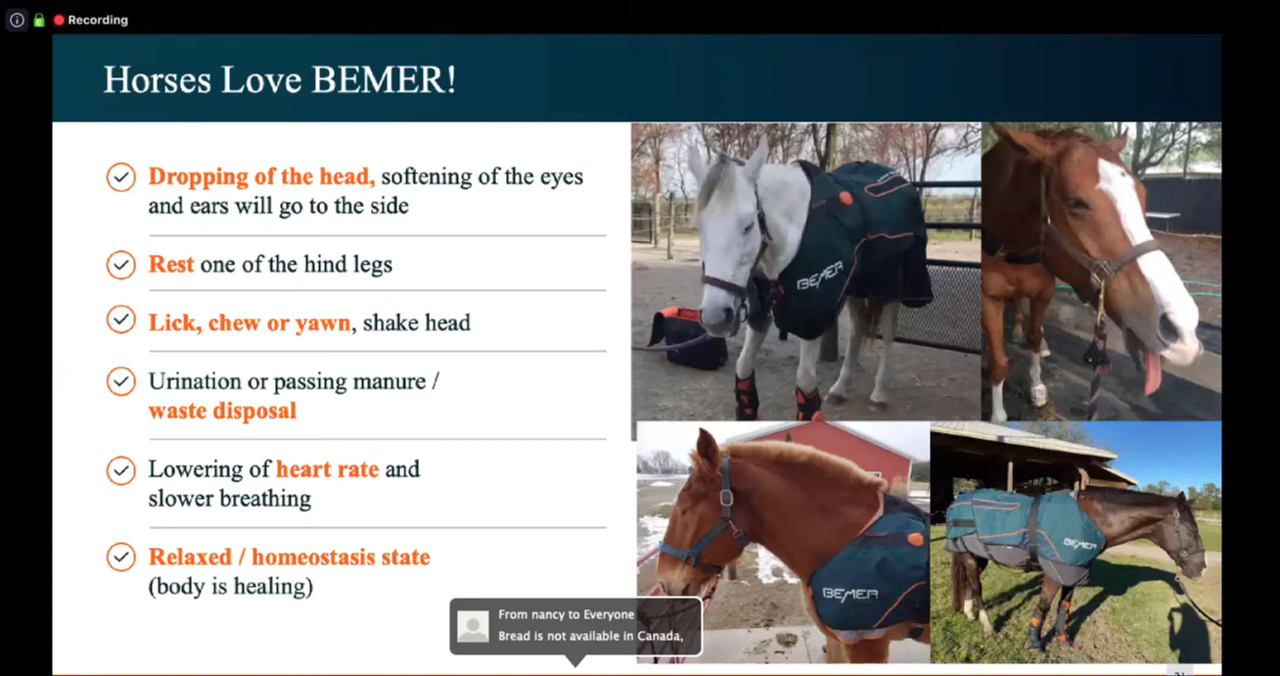 Recording
Horses Love BEMER!
Dropping of the head, softening of the eyes
and ears will go to the side
Rest one of the hind legs
Lick, chew or yawn, shake head
Urination or passing manure /
waste disposal
Lowering of heart rate and
slower breathing
Relaxed / homeostasis state
(body is healing)
BEMER
BEMER
BEMER
From nancy to Everyone
Bread is not available in Canada,